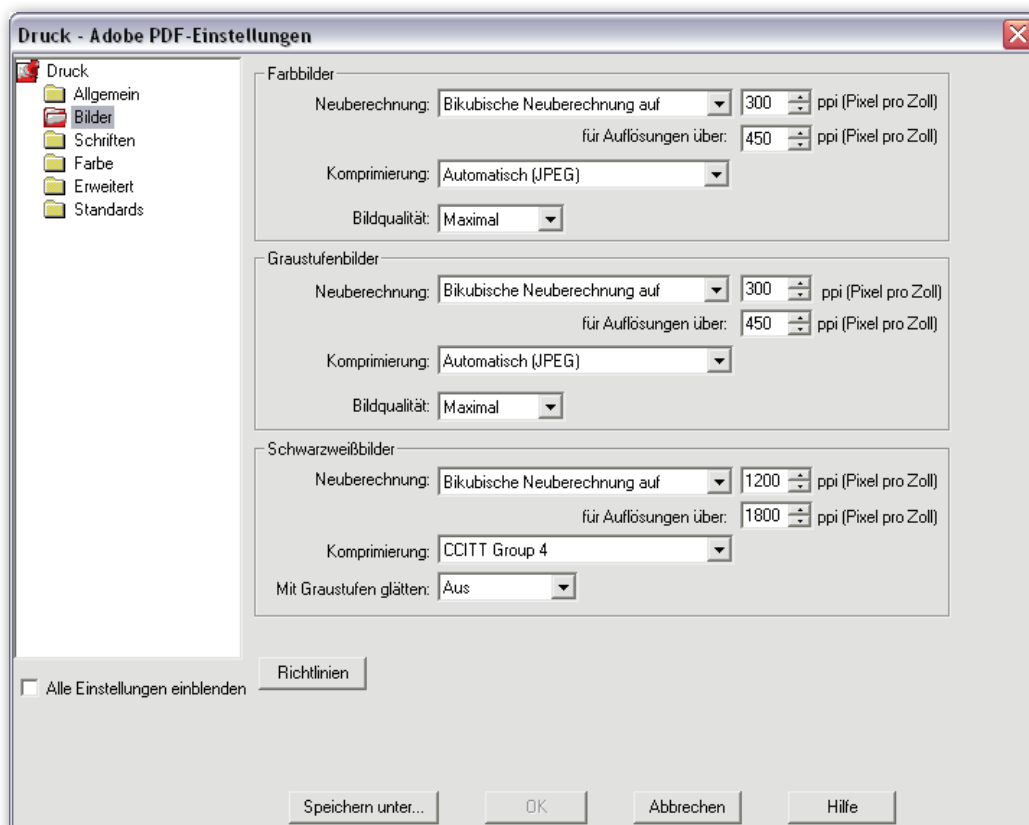 Druck - Adobe PDF-Einstellungen
Druck
Allgemein
Bilder
Schriften
Farbe
Erweitert
Standards
Alle Einstellungen einblenden
Farbbilder
Neuberechnung: Bikubische Neuberechnung auf 300 ppi (Pixel pro Zoll)
für Auflösungen über: 450 ppi (Pixel pro Zoll)
Komprimierung: Automatisch (JPEG)
Bildqualität: Maximal
Graustufenbilder
Neuberechnung: Bikubische Neuberechnung auf 300 ppi (Pixel pro Zoll)
für Auflösungen über: 450 ppi (Pixel pro Zoll)
Komprimierung: Automatisch (JPEG)
Bildqualität: Maximal
Schwarzweißbilder
Neuberechnung: Bikubische Neuberechnung auf 1200 ppi (Pixel pro Zoll)
für Auflösungen über: 1800 ppi (Pixel pro Zoll)
Komprimierung: CCITT Group 4
Mit Graustufen glätten: Aus
Richtlinien
Speichern unter... OK Abbrechen Hilfe